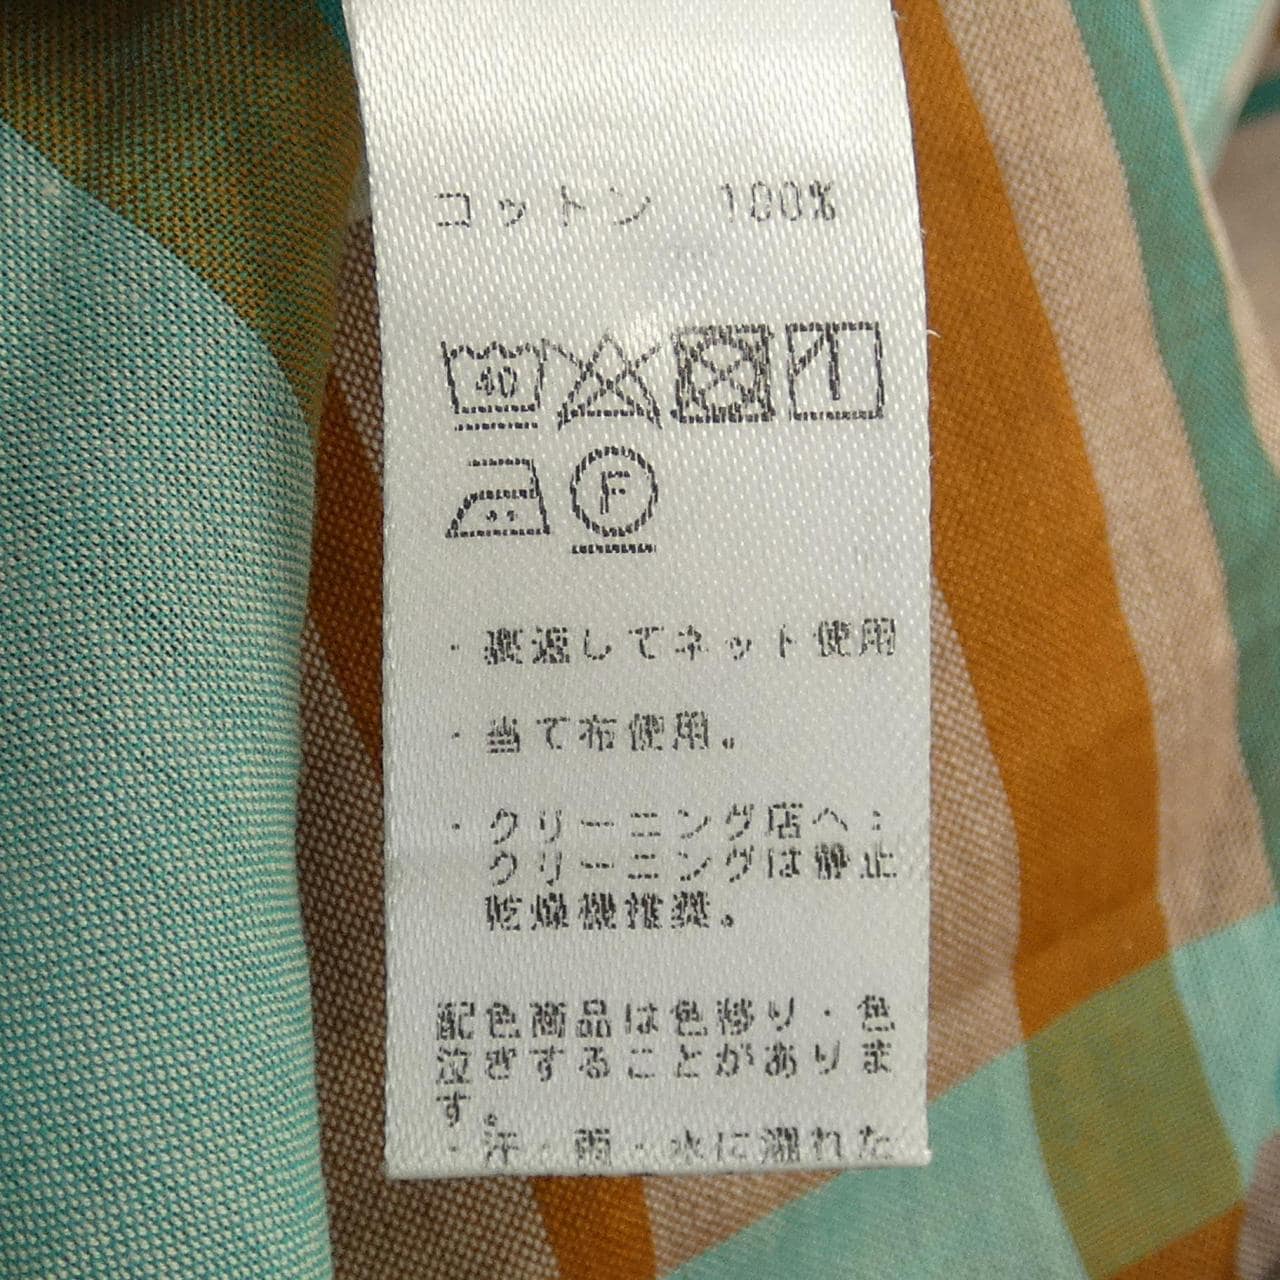 コットン 100%
40
F
・裏返してネット使用
・当て布使用。
・クリーニング店へ：
クリーニングは静止
乾燥機推奨。
配色商品は色移り・色
泣きすることがありま
す。
・汗・雨・水に濡れた